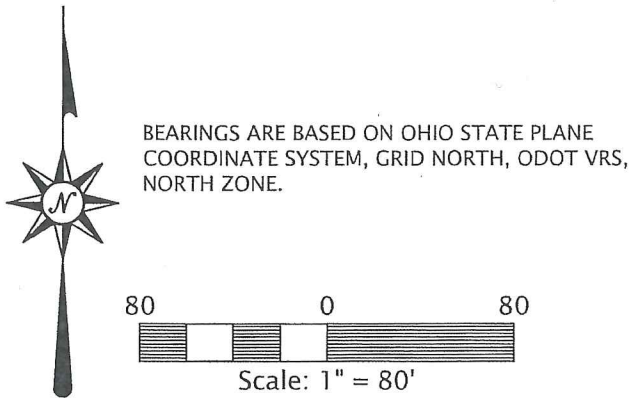 BEARINGS ARE BASED ON OHIO STATE PLANE
COORDINATE SYSTEM, GRID NORTH, ODOT VRS,
NORTH ZONE.
N
80 0 80
Scale: 1" = 80'